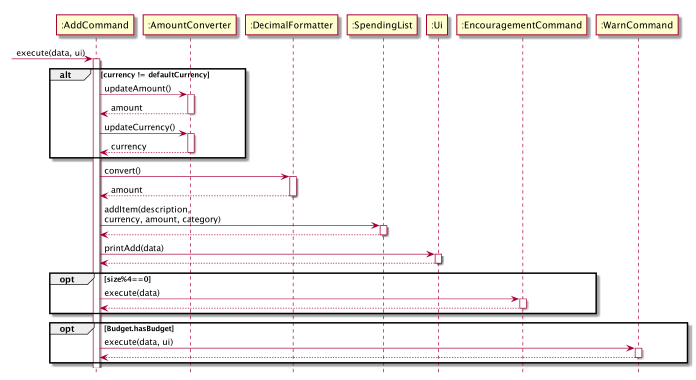 :AddCommand :AmountConverter :DecimalFormatter :SpendingList :Ui :EncouragementCommand :WarnCommand
execute(data, ui)
alt [currency != defaultCurrency]
updateAmount()
amount
updateCurrency()
currency
convert()
amount
addItem(description,
currency, amount, category)
printAdd(data)
opt [size%4==0]
execute(data)
opt [Budget.hasBudget]
execute(data, ui)